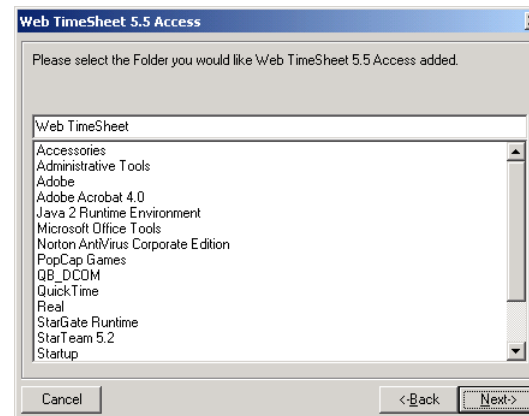 Web TimeSheet 5.5 Access
Please select the Folder you would like Web TimeSheet 5.5 Access added.
Web TimeSheet
Accessories
Administrative Tools
Adobe
Adobe Acrobat 4.0
Java 2 Runtime Environment
Microsoft Office Tools
Norton AntiVirus Corporate Edition
PopCap Games
QB_DCOM
QuickTime
Real
StarGate Runtime
StarTeam 5.2
Startup
Cancel
<-Back
Next->